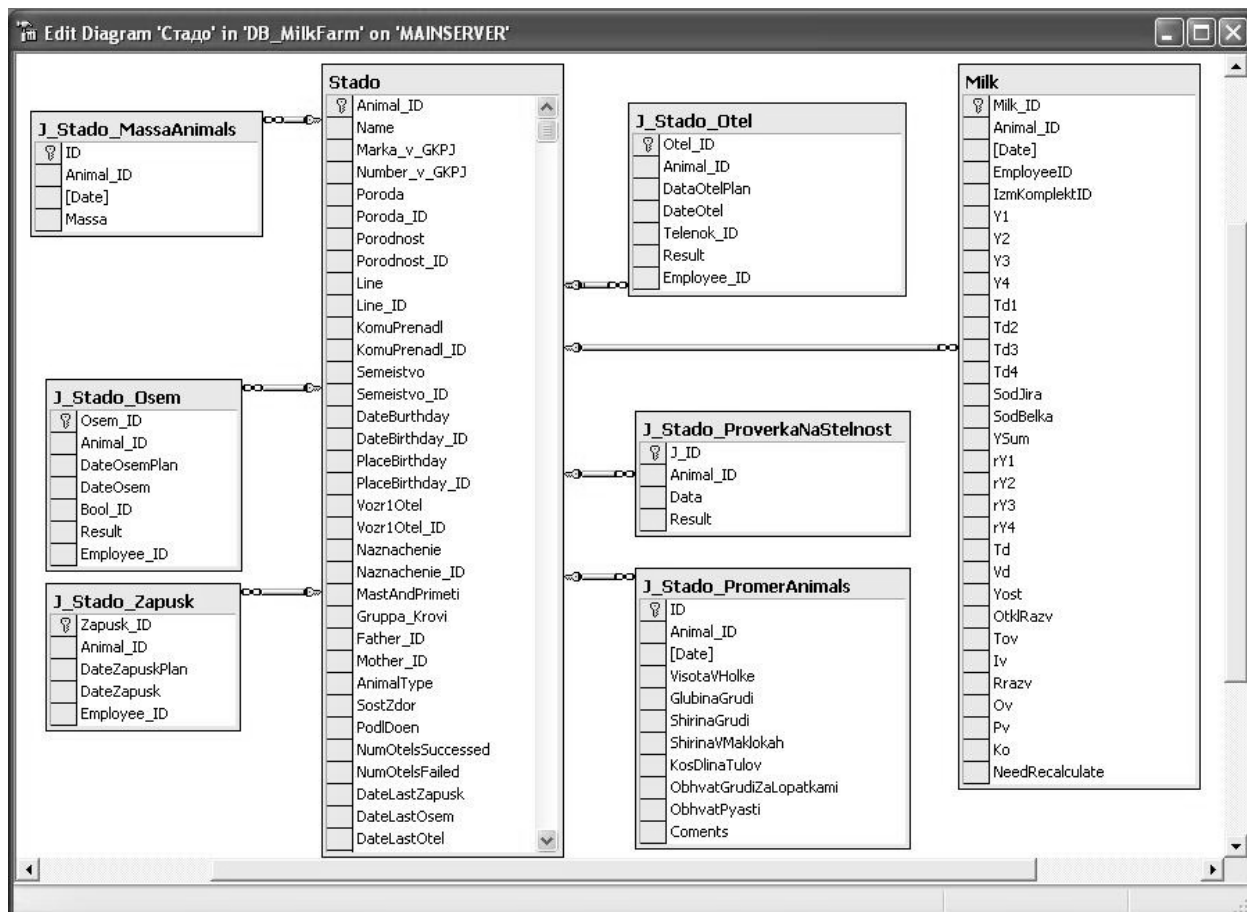 Edit Diagram 'Стадо' in 'DB_MilkFarm' on 'MAINSERVER'
J_Stado_MassaAnimals
ID
Animal_ID
[Date]
Massa
J_Stado_Osem
Osem_ID
Animal_ID
DateOsemPlan
DateOsem
Bool_ID
Result
Employee_ID
J_Stado_Zapusk
Zapusk_ID
Animal_ID
DateZapuskPlan
DateZapusk
Employee_ID
Stado
Animal_ID
Name
Marka_v_GKPJ
Number_v_GKPJ
Poroda
Poroda_ID
Porodnost
Porodnost_ID
Line
Line_ID
KomuPrenadl
KomuPrenadl_ID
Semeistvo
Semeistvo_ID
DateBurthday
DateBirthday_ID
PlaceBirthday
PlaceBirthday_ID
Vozr1Otel
Vozr1Otel_ID
Naznachenie
Naznachenie_ID
MastAndPrimeti
Gruppa_Krovi
Father_ID
Mother_ID
AnimalType
SostZdor
PodlDoen
NumOtelsSuccessed
NumOtelsFailed
DateLastZapusk
DateLastOsem
DateLastOtel
J_Stado_Otel
Otel_ID
Animal_ID
DataOtelPlan
DateOtel
Telenok_ID
Result
Employee_ID
J_Stado_ProverkaNaStelnost
J_ID
Animal_ID
Data
Result
J_Stado_PromerAnimals
ID
Animal_ID
[Date]
VisotaVHolke
GlubinaGrudi
ShirinaGrudi
ShirinaVMaklokah
KosDlinaTulov
ObhvatGrudiZaLopatkami
ObhvatPyasti
Coments
Milk
Milk_ID
Animal_ID
[Date]
EmployeeID
IzmKomplektID
Y1
Y2
Y3
Y4
Td1
Td2
Td3
Td4
SodJira
SodBelka
YSum
rY1
rY2
rY3
rY4
Td
Vd
Yost
OtklRazv
Tov
Iv
Rrazv
Ov
Pv
Ko
NeedRecalculate